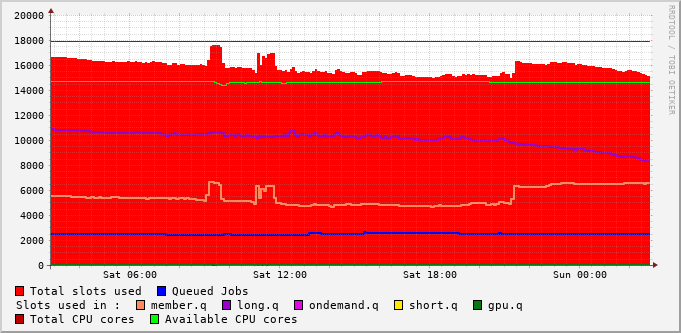 20000
18000
16000
14000
12000
10000
8000
6000
4000
2000
0
Sat 06:00 Sat 12:00 Sat 18:00 Sun 00:00
Total slots used Queued Jobs
Slots used in : member.q long.q ondemand.q short.q gpu.q
Total CPU cores Available CPU cores
RRDTOOL / TOBI OETIKER